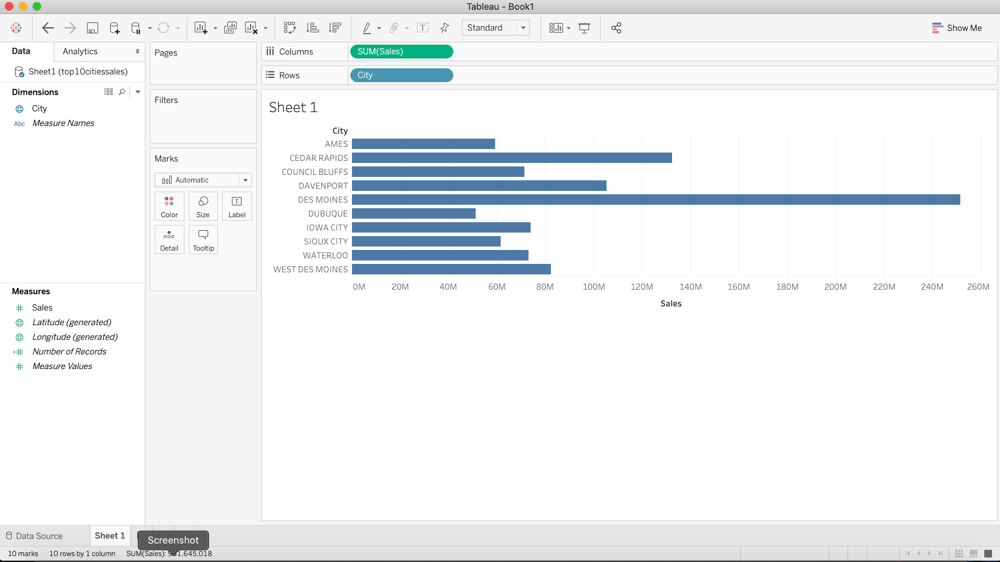 Tableau - Book1
Standard
Show Me
Data
Analytics
Sheet1 (top10citiessales)
Dimensions
City
Abc Measure Names
Measures
Sales
Latitude (generated)
Longitude (generated)
Number of Records
Measure Values
Pages
Filters
Marks
Automatic
Color Size Label
Detail Tooltip
Columns SUM(Sales)
Rows City
Sheet 1
City
AMES
CEDAR RAPIDS
COUNCIL BLUFFS
DAVENPORT
DES MOINES
DUBUQUE
IOWA CITY
SIOUX CITY
WATERLOO
WEST DES MOINES
0M 20M 40M 60M 80M 100M 120M 140M 160M 180M 200M 220M 240M 260M
Sales
Data Source
Sheet 1
Screenshot
10 marks 10 rows by 1 column SUM(Sales):